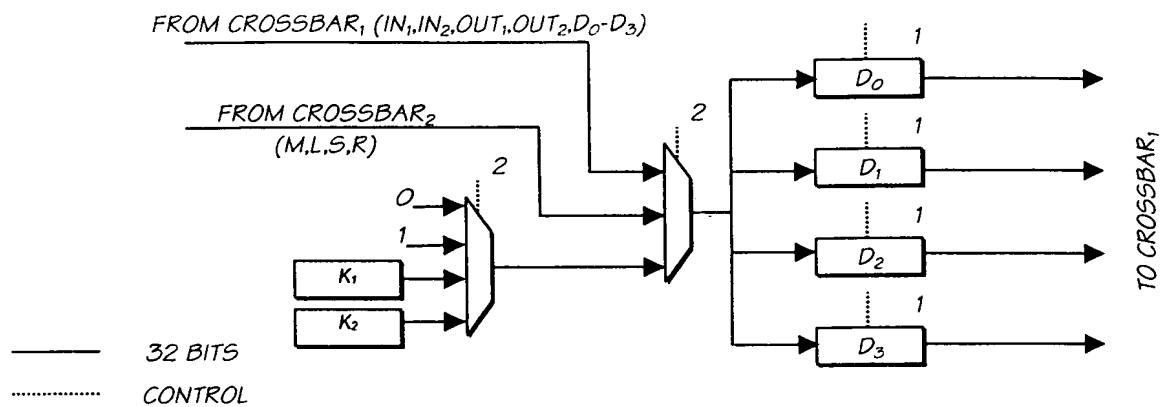 FROM CROSSBAR₁ (IN₁,IN₂,OUT₁,OUT₂,D₀-D₃)
FROM CROSSBAR₂
(M,L,S,R)
0
1
K₁
K₂
2
2
1
D₀
1
D₁
1
D₂
1
D₃
TO CROSSBAR₁
32 BITS
CONTROL